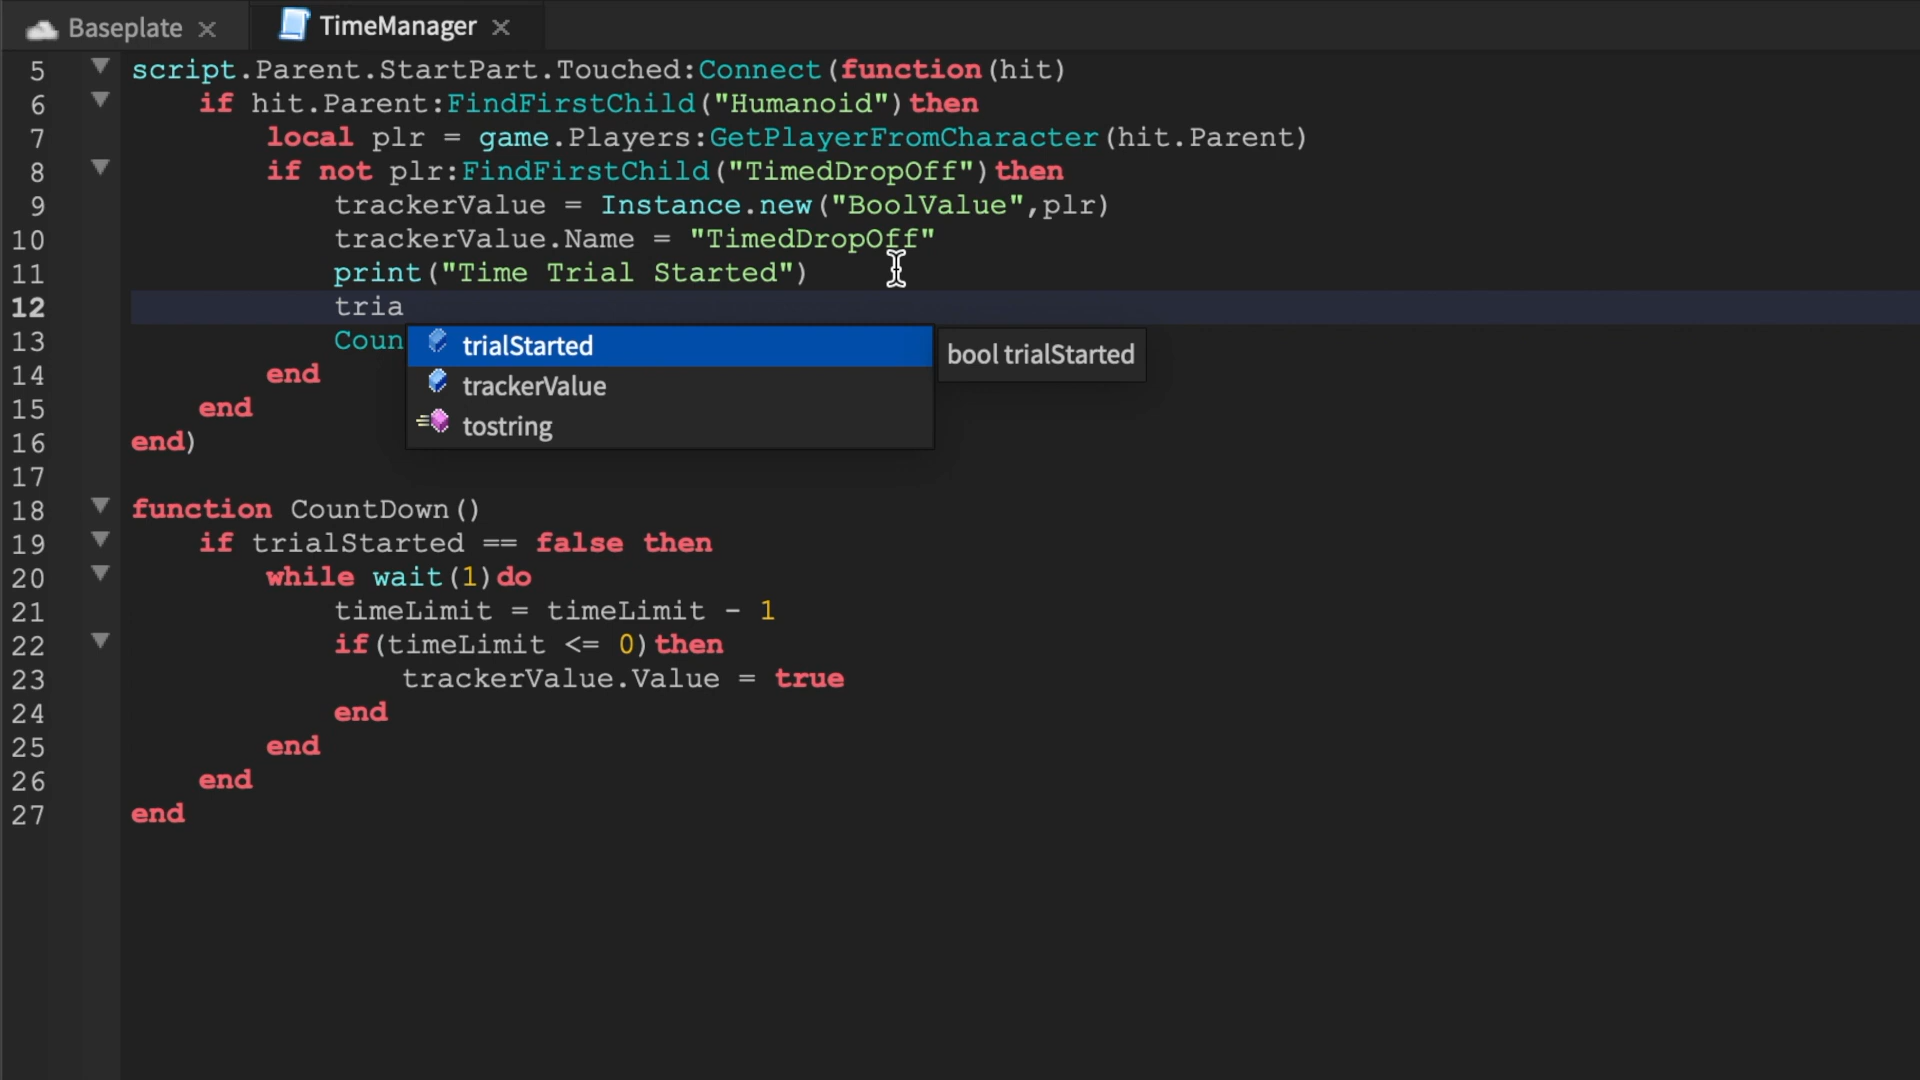 Baseplate TimeManager
5 script.Parent.StartPart.Touched:Connect(function(hit)
6 if hit.Parent:FindFirstChild("Humanoid")then
7 local plr = game.Players:GetPlayerFromCharacter(hit.Parent)
8 if not plr:FindFirstChild("TimedDropOff")then
9 trackerValue = Instance.new("BoolValue",plr)
10 trackerValue.Name = "TimedDropOff"
11 print("Time Trial Started")
12 tria
13 Coun
trialStarted bool trialStarted
trackerValue
tostring
14 end
15 end
16 end)
17
18 function CountDown()
19 if trialStarted == false then
20 while wait(1)do
21 timeLimit = timeLimit - 1
22 if(timeLimit <= 0)then
23 trackerValue.Value = true
24 end
25 end
26 end
27 end